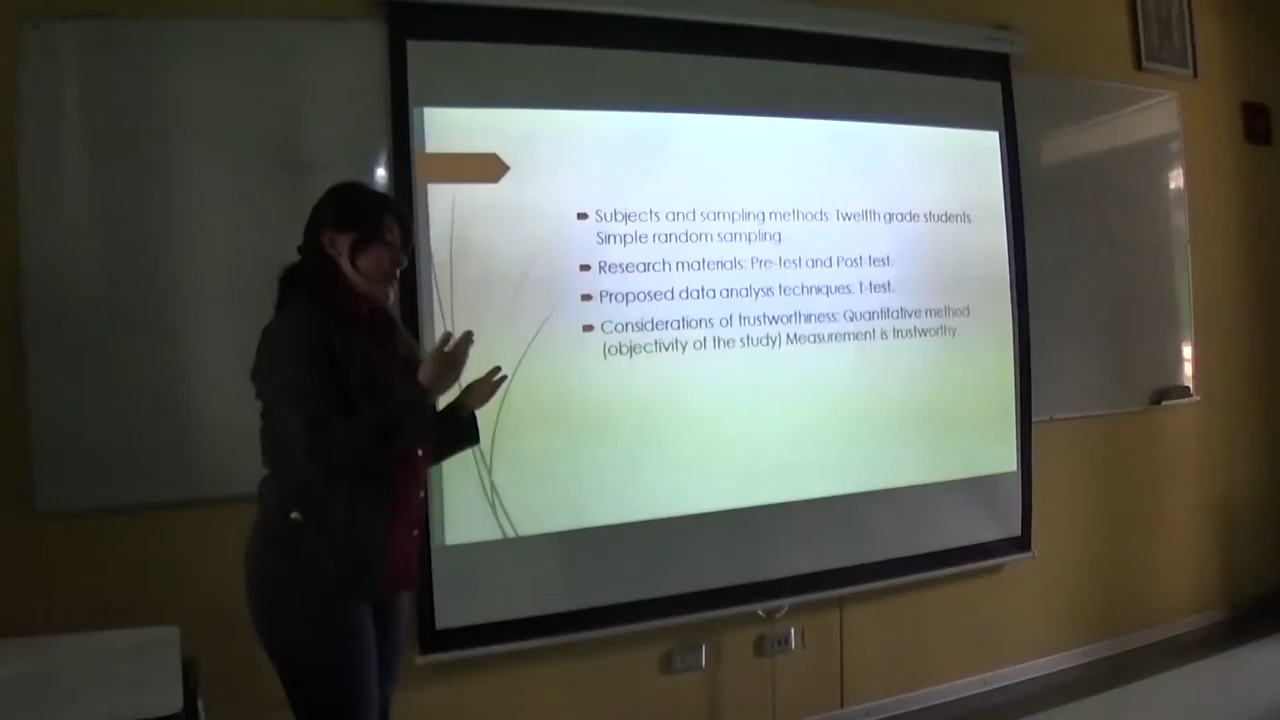 Subjects and sampling methods: Twelfth grade students.
Simple random sampling
Research materials: Pre-test and Post-test.
Proposed data analysis techniques: T-test.
Considerations of trustworthiness: Quantitative method
(objectivity of the study) Measurement is trustworthy.